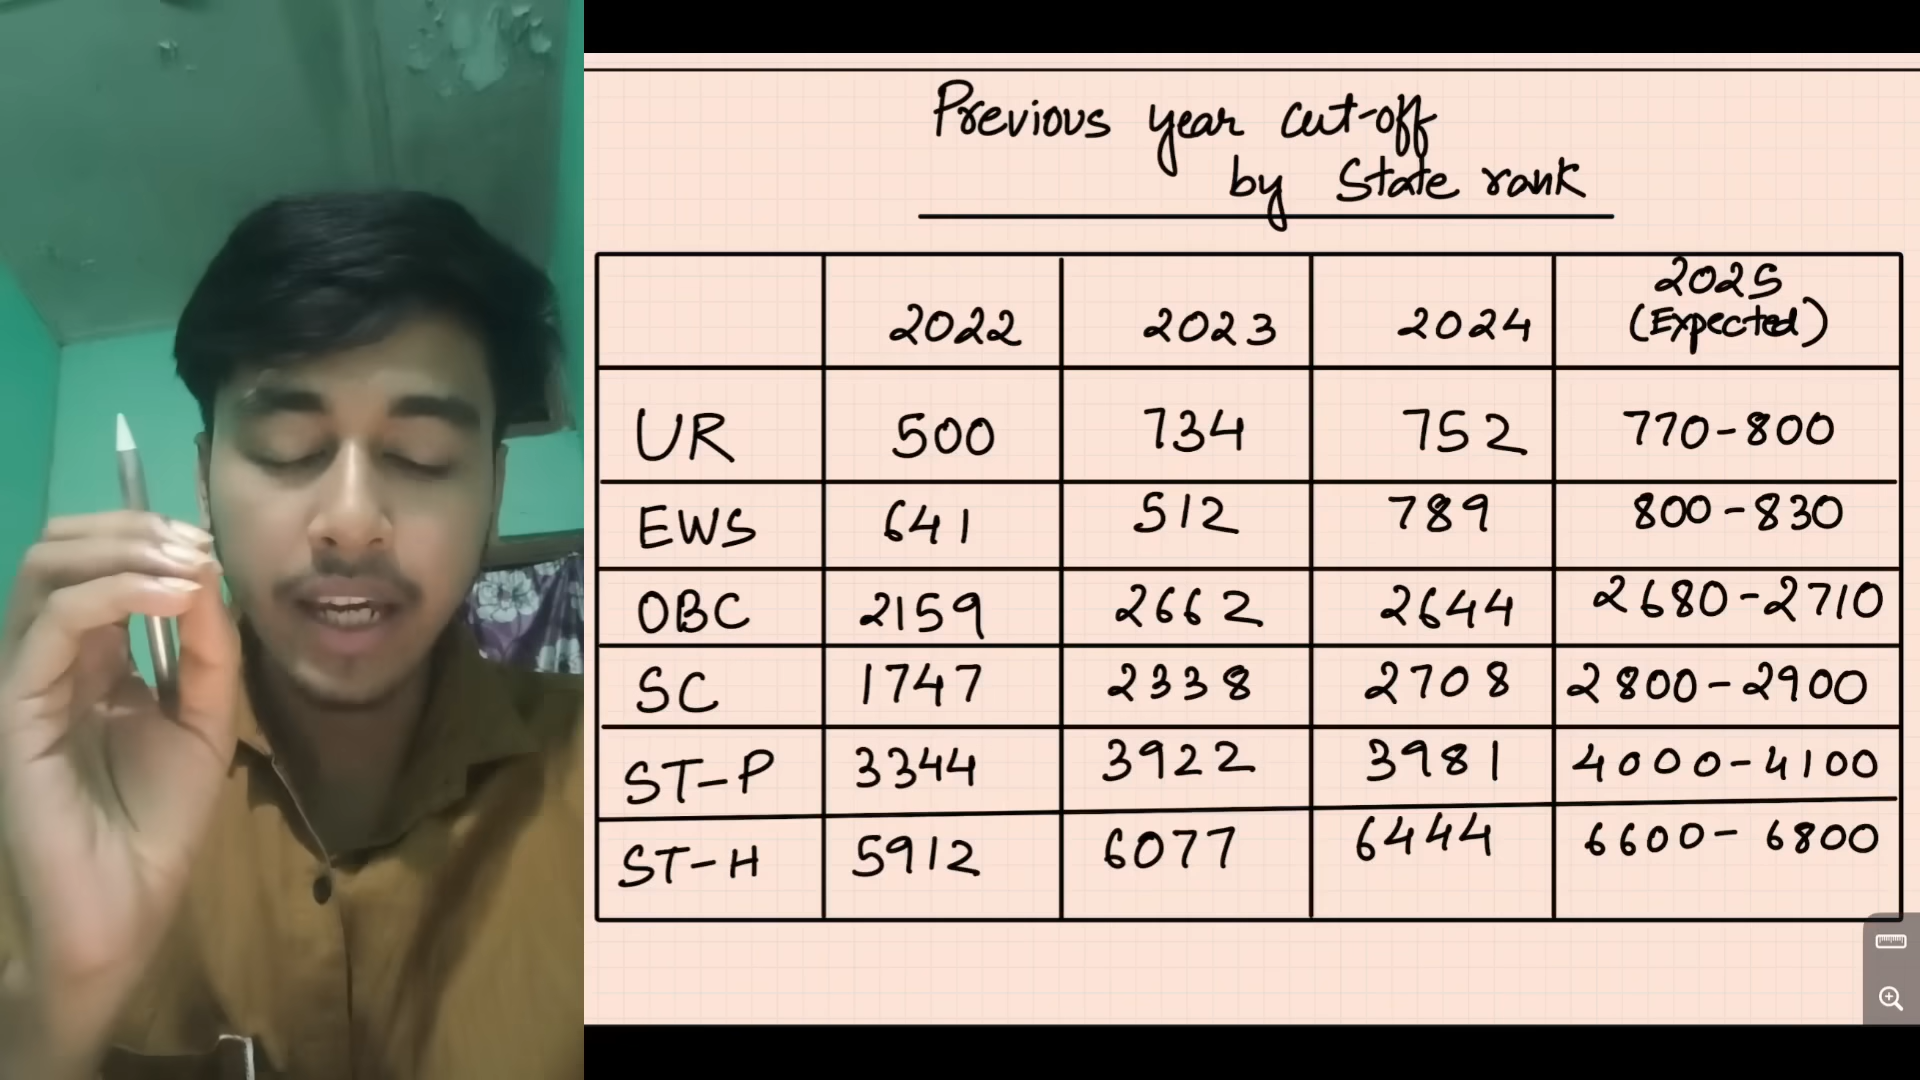 Previous year cut-off
by State rank
2022 2023 2024 2025 (Expected)
UR 500 734 752 770-800
EWS 641 512 789 800-830
OBC 2159 2662 2644 2680-2710
SC 1747 2338 2708 2800-2900
ST-P 3344 3922 3981 4000-4100
ST-H 5912 6077 6444 6600-6800